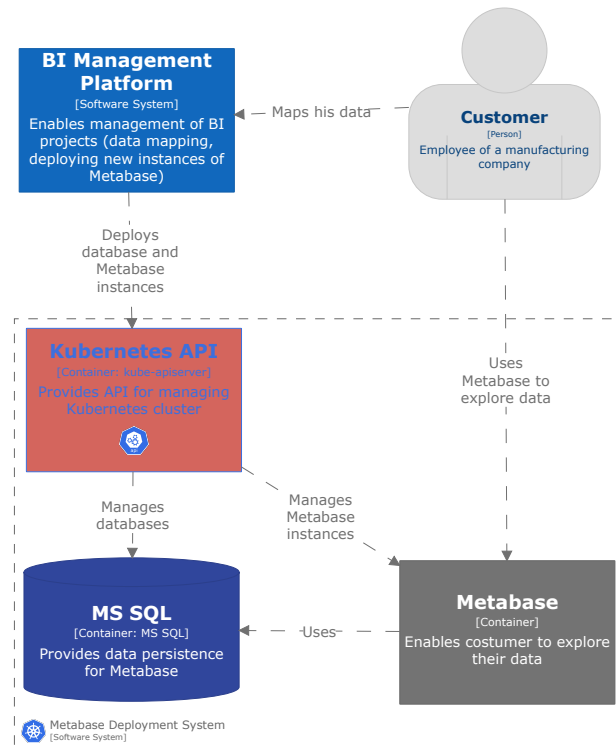 BI Management
Platform
[Software System]
Enables management of BI
projects (data mapping,
deploying new instances of
Metabase)
Maps his data
Customer
[Person]
Employee of a manufacturing
company
Deploys
database and
Metabase
instances
Kubernetes API
[Container: kube-apiserver]
Provides API for managing
Kubernetes cluster
API
Uses
Metabase to
explore data
Manages
databases
Manages
Metabase
instances
MS SQL
[Container: MS SQL]
Provides data persistence
for Metabase
Uses
Metabase
[Container]
Enables costumer to explore
their data
Metabase Deployment System
[Software System]